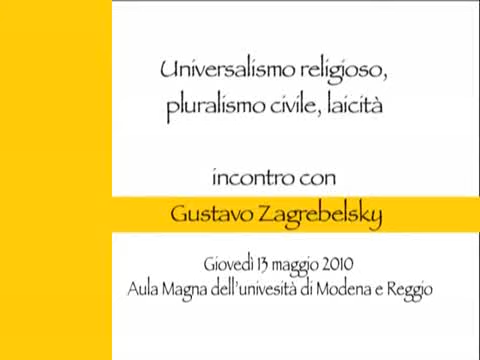 Universalismo religioso,
pluralismo civile, laicità
incontro con
Gustavo Zagrebelsky
Giovedì 13 maggio 2010
Aula Magna dell'univesità di Modena e Reggio